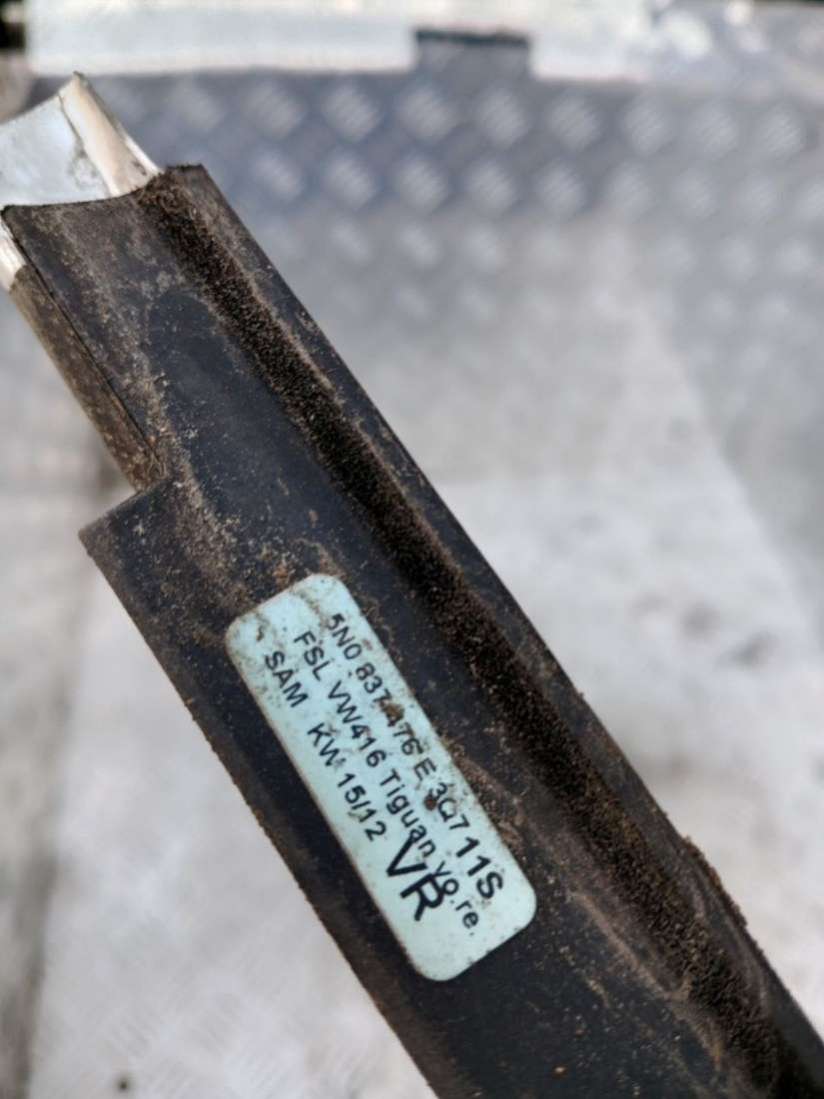 5N0 837 476 E 3Q7 11S
FSL VW416 Tiguan vo.re.
SAM KW 15/12 VR